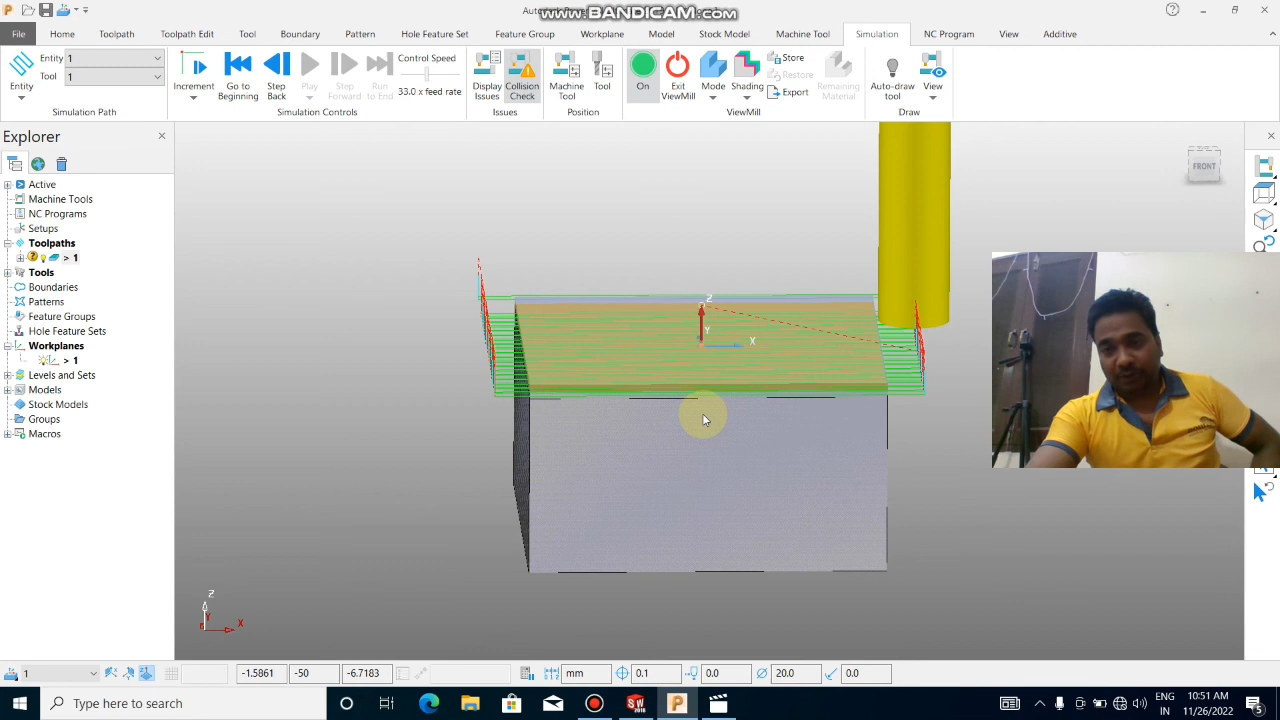 www.BANDICAM.com
File Home Toolpath Toolpath Edit Tool Boundary Pattern Hole Feature Set Feature Group Workplane Model Stock Model Machine Tool Simulation NC Program View Additive
Entity
Entity 1
Tool 1
Simulation Path
Increment
Go to Beginning
Step Back
Play
Step Forward
Run to End
Control Speed
33.0 x feed rate
Simulation Controls
Display Issues
Collision Check
Issues
Machine Tool
Tool
Position
On
Exit ViewMill
Mode
Shading
Store
Restore
Export
Remaining Material
ViewMill
Auto-draw tool
View
Draw
Explorer
Active
Machine Tools
NC Programs
Setups
Toolpaths
> 1
Tools
Boundaries
Patterns
Feature Groups
Hole Feature Sets
Workplanes
> 1
Levels and Sets
Models
Stock Models
Groups
Macros
FRONT
Z
Y
X
Z
Y
X
1 -1.5861 -50 -6.7183 mm 0.1 0.0 20.0 0.0
Type here to search
ENG
IN
10:51 AM
11/26/2022
5